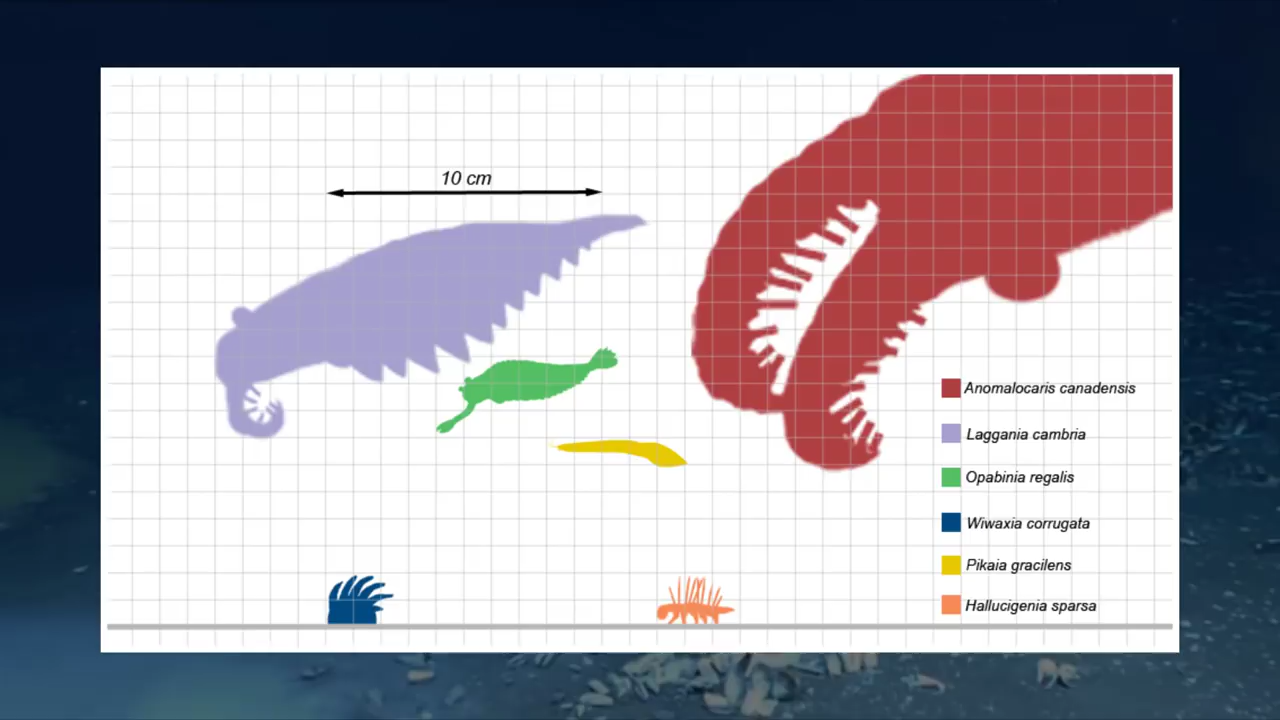 10 cm
Anomalocaris canadensis
Laggania cambria
Opabinia regalis
Wiwaxia corrugata
Pikaia gracilens
Hallucigenia sparsa